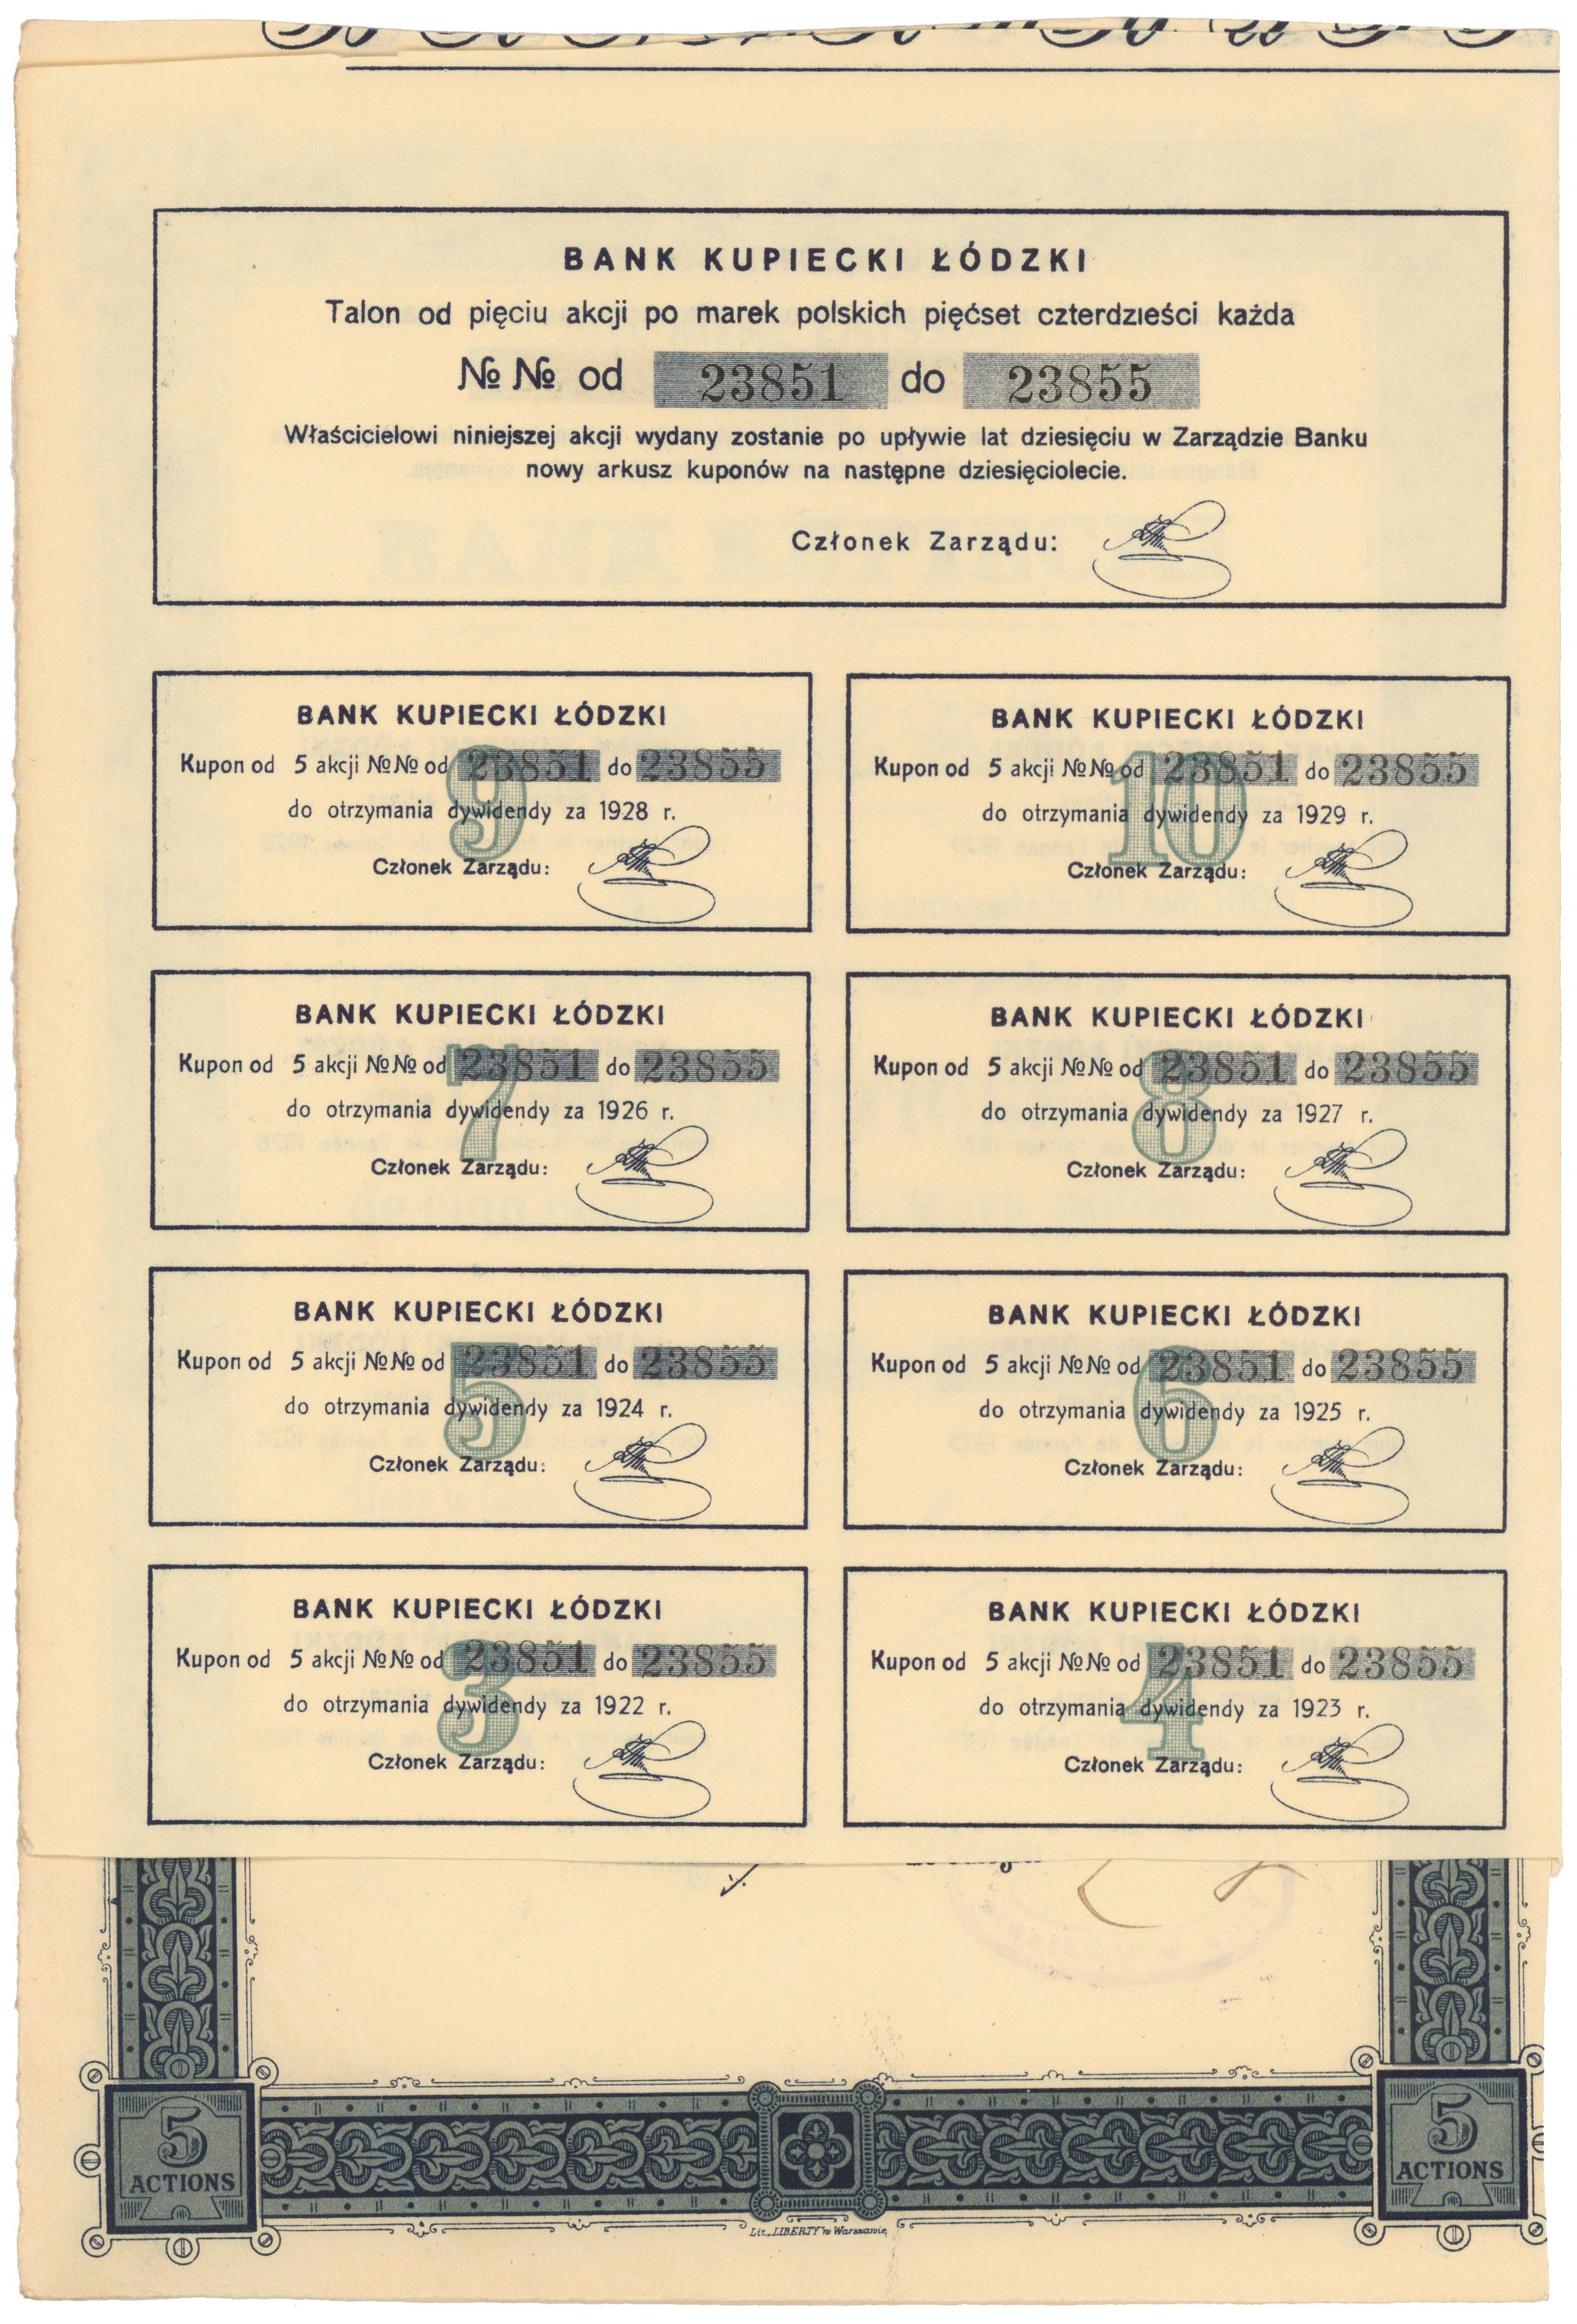 BANK KUPIECKI ŁÓDZKI
Talon od pięciu akcji po marek polskich pięćset czterdzieści każda
№ № od 23851 do 23855
Właścicielowi niniejszej akcji wydany zostanie po upływie lat dziesięciu w Zarządzie Banku
nowy arkusz kuponów na następne dziesięciolecie.
Członek Zarządu:
BANK KUPIECKI ŁÓDZKI
Kupon od 5 akcji №№ od 23851 do 23855
do otrzymania dywidendy za 1928 r.
9
Członek Zarządu:
BANK KUPIECKI ŁÓDZKI
Kupon od 5 akcji №№ od 23851 do 23855
do otrzymania dywidendy za 1929 r.
10
Członek Zarządu:
BANK KUPIECKI ŁÓDZKI
Kupon od 5 akcji №№ od 23851 do 23855
do otrzymania dywidendy za 1926 r.
7
Członek Zarządu:
BANK KUPIECKI ŁÓDZKI
Kupon od 5 akcji №№ od 23851 do 23855
do otrzymania dywidendy za 1927 r.
8
Członek Zarządu:
BANK KUPIECKI ŁÓDZKI
Kupon od 5 akcji №№ od 23851 do 23855
do otrzymania dywidendy za 1924 r.
5
Członek Zarządu:
BANK KUPIECKI ŁÓDZKI
Kupon od 5 akcji №№ od 23851 do 23855
do otrzymania dywidendy za 1925 r.
6
Członek Zarządu:
BANK KUPIECKI ŁÓDZKI
Kupon od 5 akcji №№ od 23851 do 23855
do otrzymania dywidendy za 1922 r.
3
Członek Zarządu:
BANK KUPIECKI ŁÓDZKI
Kupon od 5 akcji №№ od 23851 do 23855
do otrzymania dywidendy za 1923 r.
4
Członek Zarządu:
5
ACTIONS
5
ACTIONS
Lit. „LIBERTY” w Warszawie